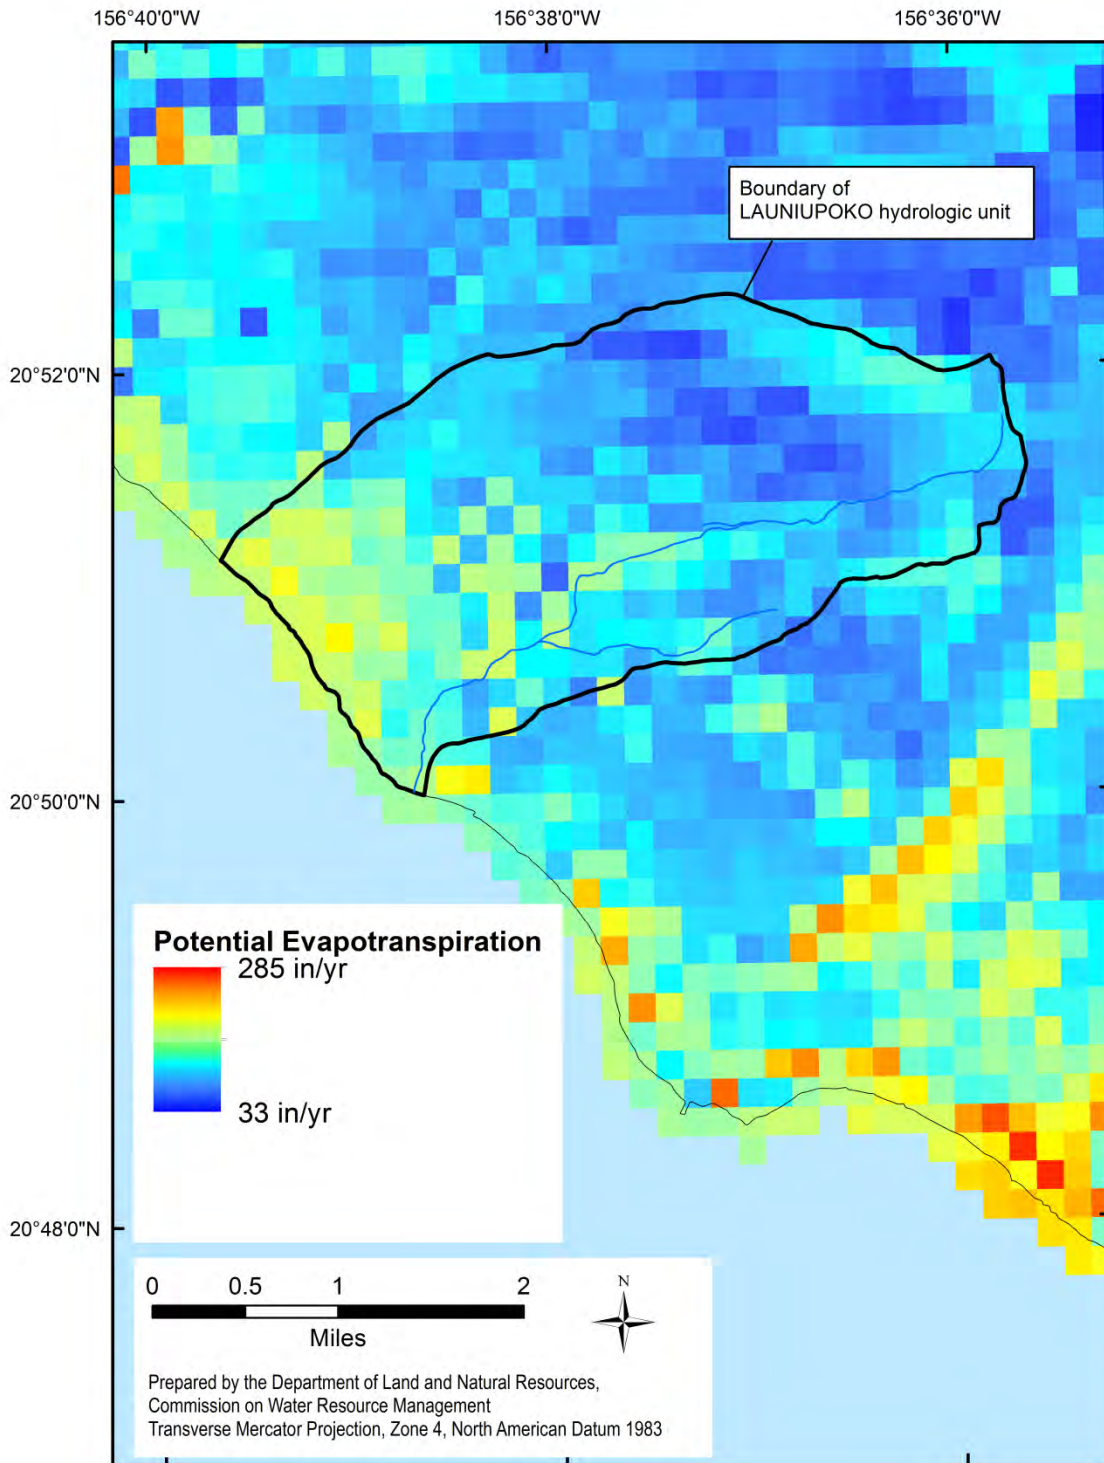 156°40'0"W
156°38'0"W
156°36'0"W
Boundary of
LAUNIUPOKO hydrologic unit
20°52'0"N
20°50'0"N
Potential Evapotranspiration
285 in/yr
33 in/yr
20°48'0"N
0 0.5 1 2
Miles
N
Prepared by the Department of Land and Natural Resources,
Commission on Water Resource Management
Transverse Mercator Projection, Zone 4, North American Datum 1983